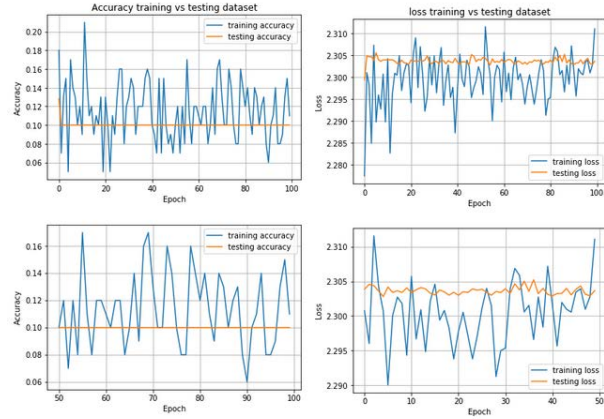 Accuracy training vs testing dataset
0.20
0.18
0.16
0.14
0.12
0.10
0.08
0.06
Accuracy
training accuracy
testing accuracy
0 20 40 60 80 100
Epoch
loss training vs testing dataset
2.310
2.305
2.300
2.295
2.290
2.285
2.280
Loss
training loss
testing loss
0 20 40 60 80 100
Epoch
0.16
0.14
0.12
0.10
0.08
0.06
Accuracy
training accuracy
testing accuracy
50 60 70 80 90 100
Epoch
2.310
2.305
2.300
2.295
2.290
Loss
training loss
testing loss
0 10 20 30 40 50
Epoch